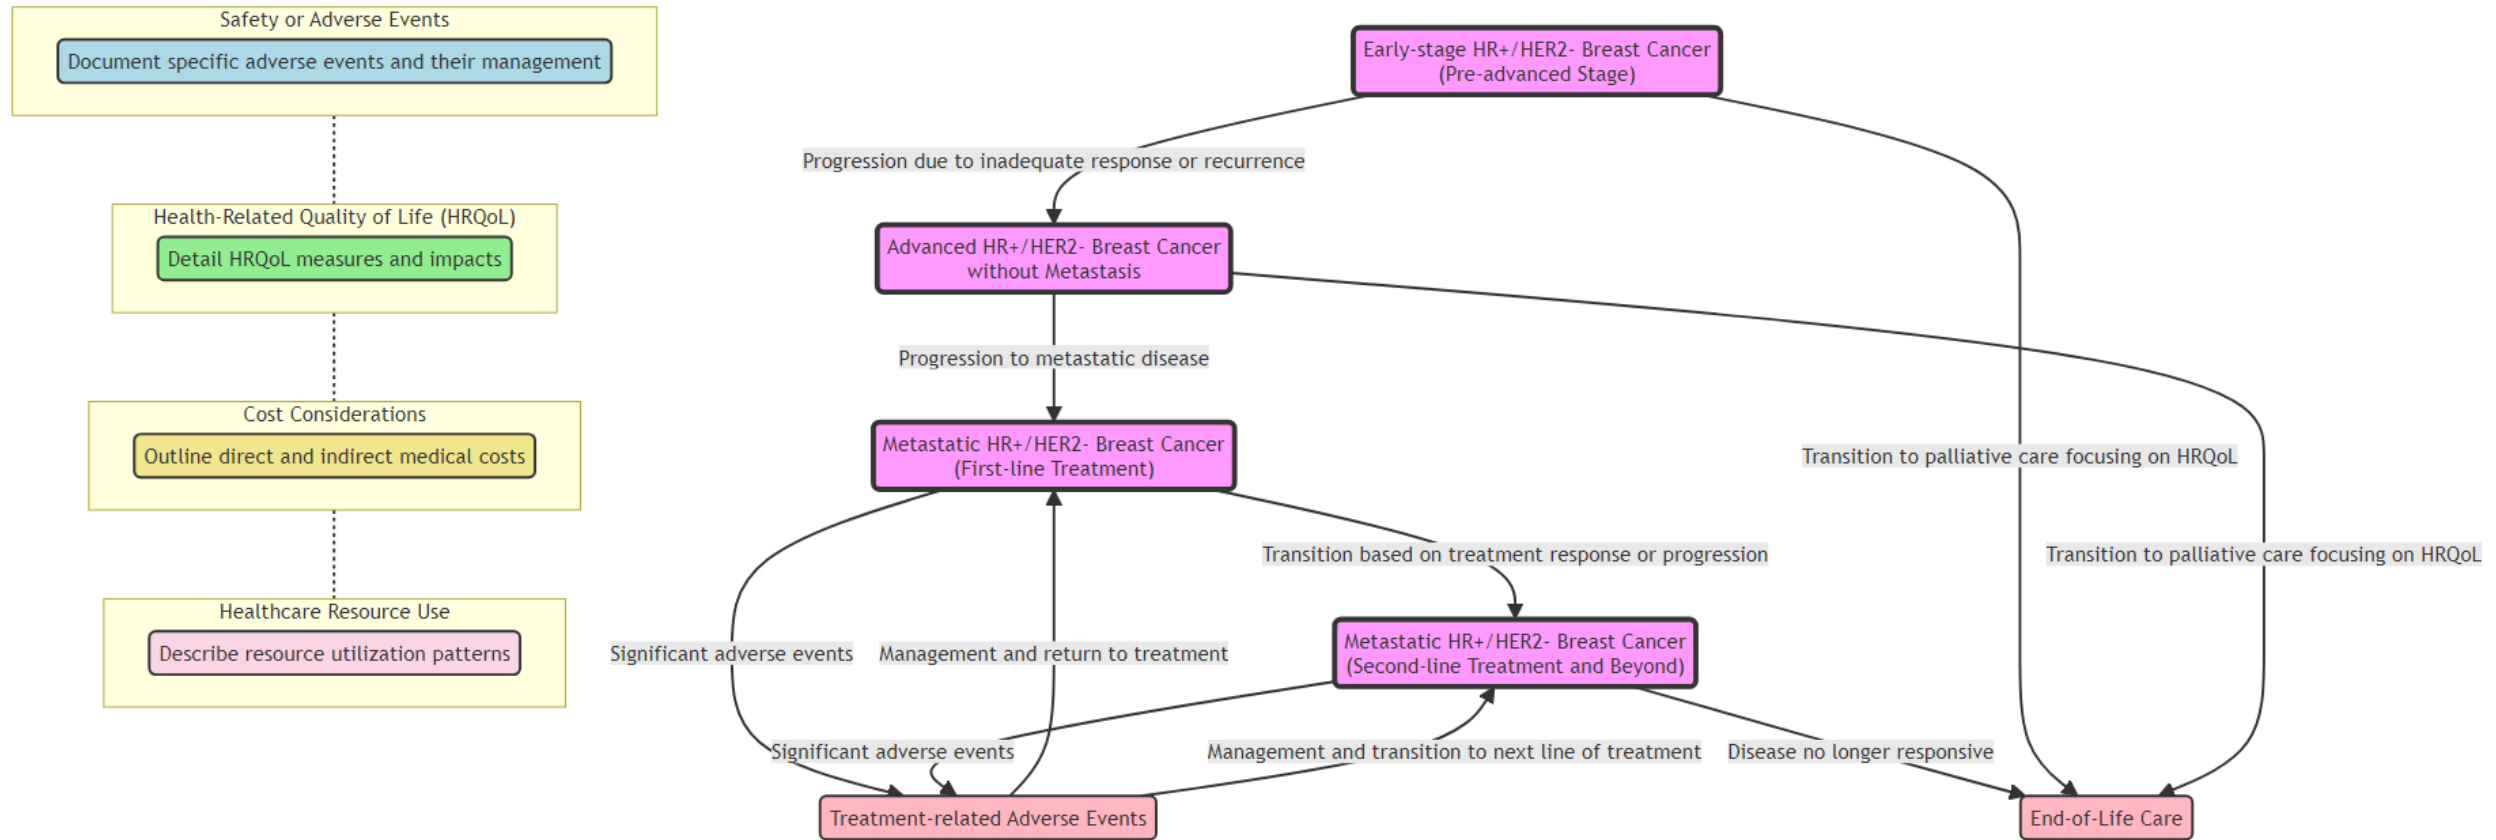 Safety or Adverse Events
Document specific adverse events and their management
Health-Related Quality of Life (HRQoL)
Detail HRQoL measures and impacts
Cost Considerations
Outline direct and indirect medical costs
Healthcare Resource Use
Describe resource utilization patterns
Early-stage HR+/HER2- Breast Cancer
(Pre-advanced Stage)
Progression due to inadequate response or recurrence
Advanced HR+/HER2- Breast Cancer
without Metastasis
Progression to metastatic disease
Metastatic HR+/HER2- Breast Cancer
(First-line Treatment)
Transition to palliative care focusing on HRQoL
Transition based on treatment response or progression
Transition to palliative care focusing on HRQoL
Significant adverse events
Management and return to treatment
Metastatic HR+/HER2- Breast Cancer
(Second-line Treatment and Beyond)
Significant adverse events
Management and transition to next line of treatment
Disease no longer responsive
Treatment-related Adverse Events
End-of-Life Care